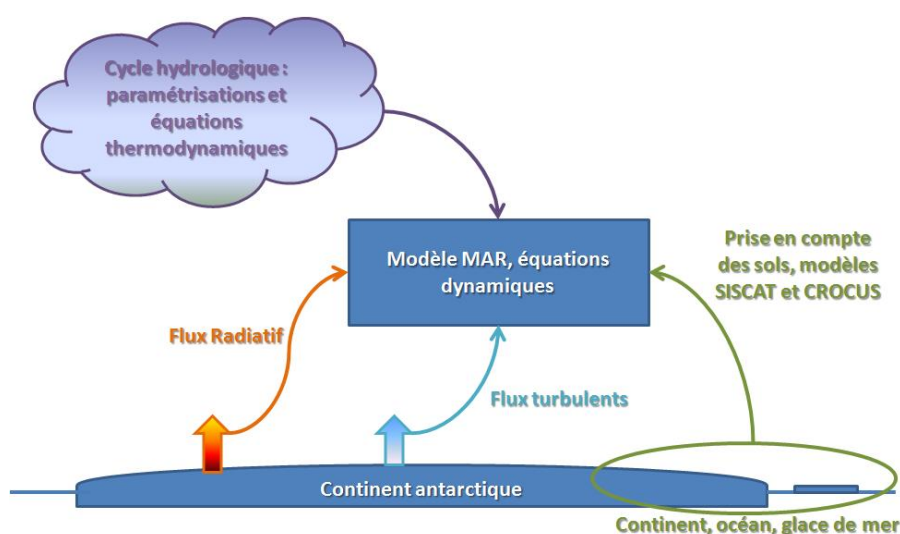 Cycle hydrologique :
paramétrisations et
équations
thermodynamiques
Modèle MAR, équations
dynamiques
Prise en compte
des sols, modèles
SISCAT et CROCUS
Flux Radiatif
Flux turbulents
Continent antarctique
Continent, océan, glace de mer